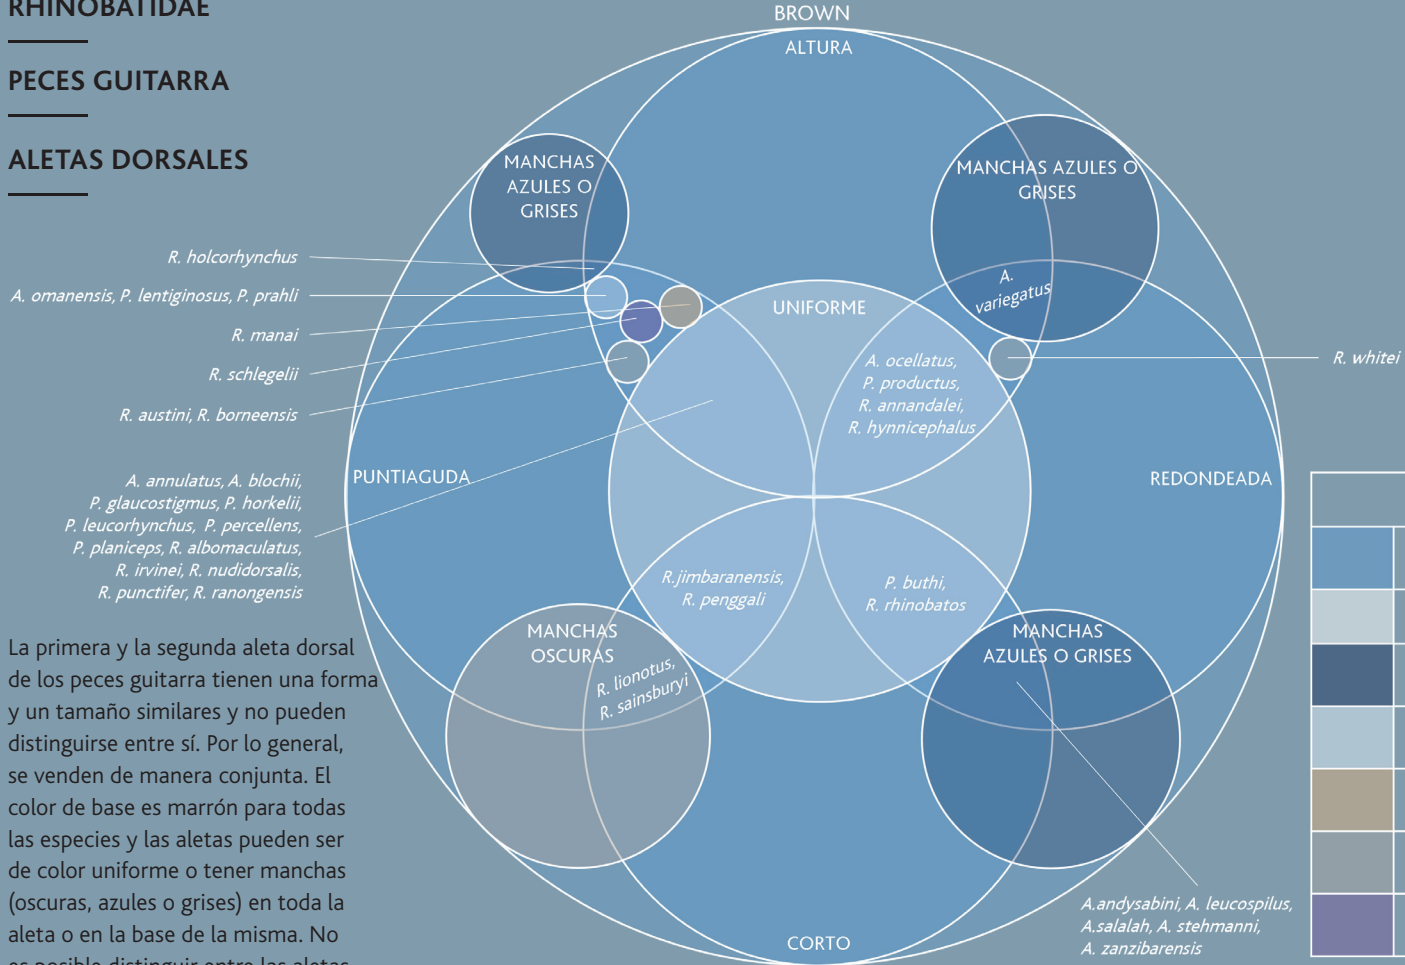 RHINOBATIDAE
PECES GUITARRA
ALETAS DORSALES
BROWN
ALTURA
MANCHAS
AZULES O
GRISES
MANCHAS AZULES O
GRISES
R. holcorhynchus
A. omanensis, P. lentiginosus, P. prahli
R. manai
R. schlegelii
R. austini, R. borneensis
A. annulatus, A. blochii,
P. glaucostigmus, P. horkelii,
P. leucorhynchus, P. percellens,
P. planiceps, R. albomaculatus,
R. irvinei, R. nudidorsalis,
R. punctifer, R. ranongensis
A.
variegatus
UNIFORME
A. ocellatus,
P. productus,
R. annandalei,
R. hynnicephalus
R. whitei
PUNTIAGUDA
REDONDEADA
R.jimbaranensis,
R. penggali
P. buthi,
R. rhinobatos
MANCHAS
OSCURAS
R. lionotus,
R. sainsburyi
MANCHAS
AZULES O GRISES
A.andysabini, A. leucospilus,
A.salalah, A. stehmanni,
A. zanzibarensis
CORTO
La primera y la segunda aleta dorsal
de los peces guitarra tienen una forma
y un tamaño similares y no pueden
distinguirse entre sí. Por lo general,
se venden de manera conjunta. El
color de base es marrón para todas
las especies y las aletas pueden ser
de color uniforme o tener manchas
(oscuras, azules o grises) en toda la
aleta o en la base de la misma. No
es posible distinguir entre las aletas